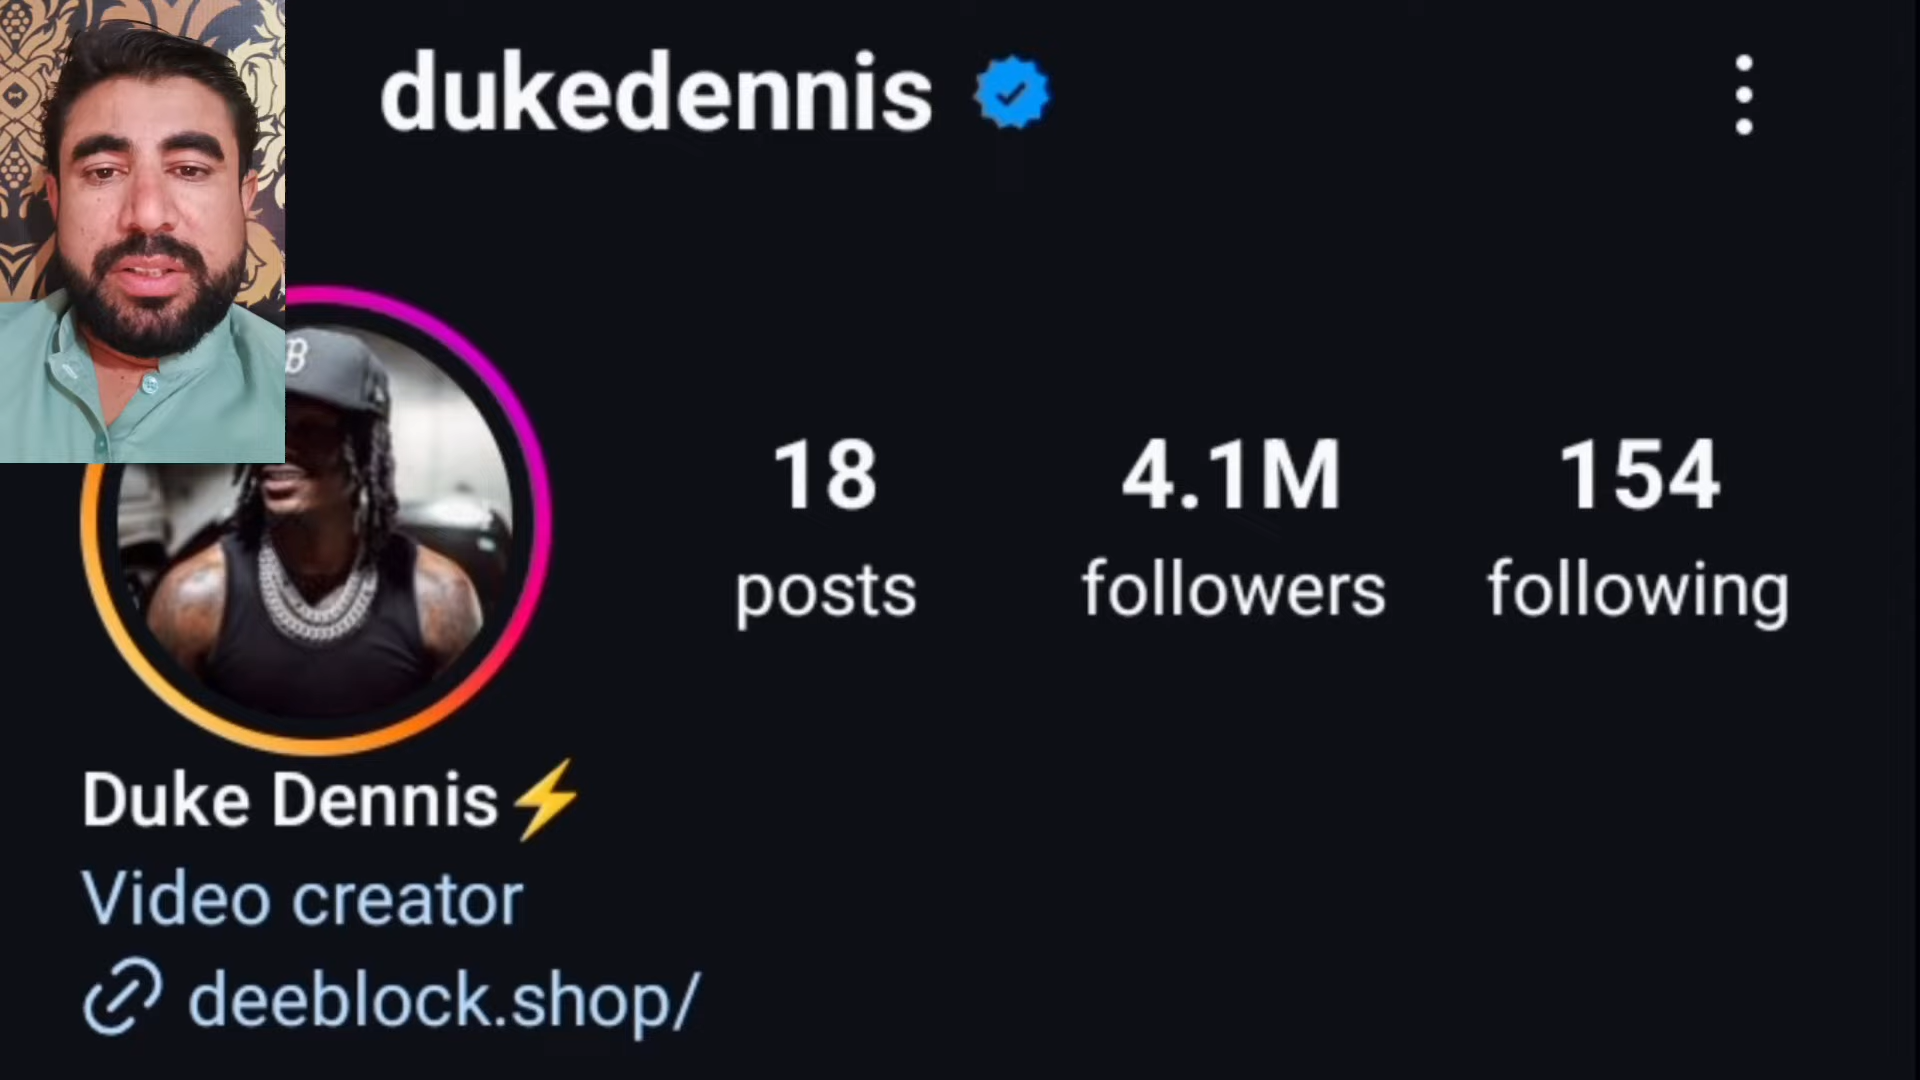 dukedennis
B
18 4.1M 154
posts followers following
Duke Dennis⚡
Video creator
deeblock.shop/